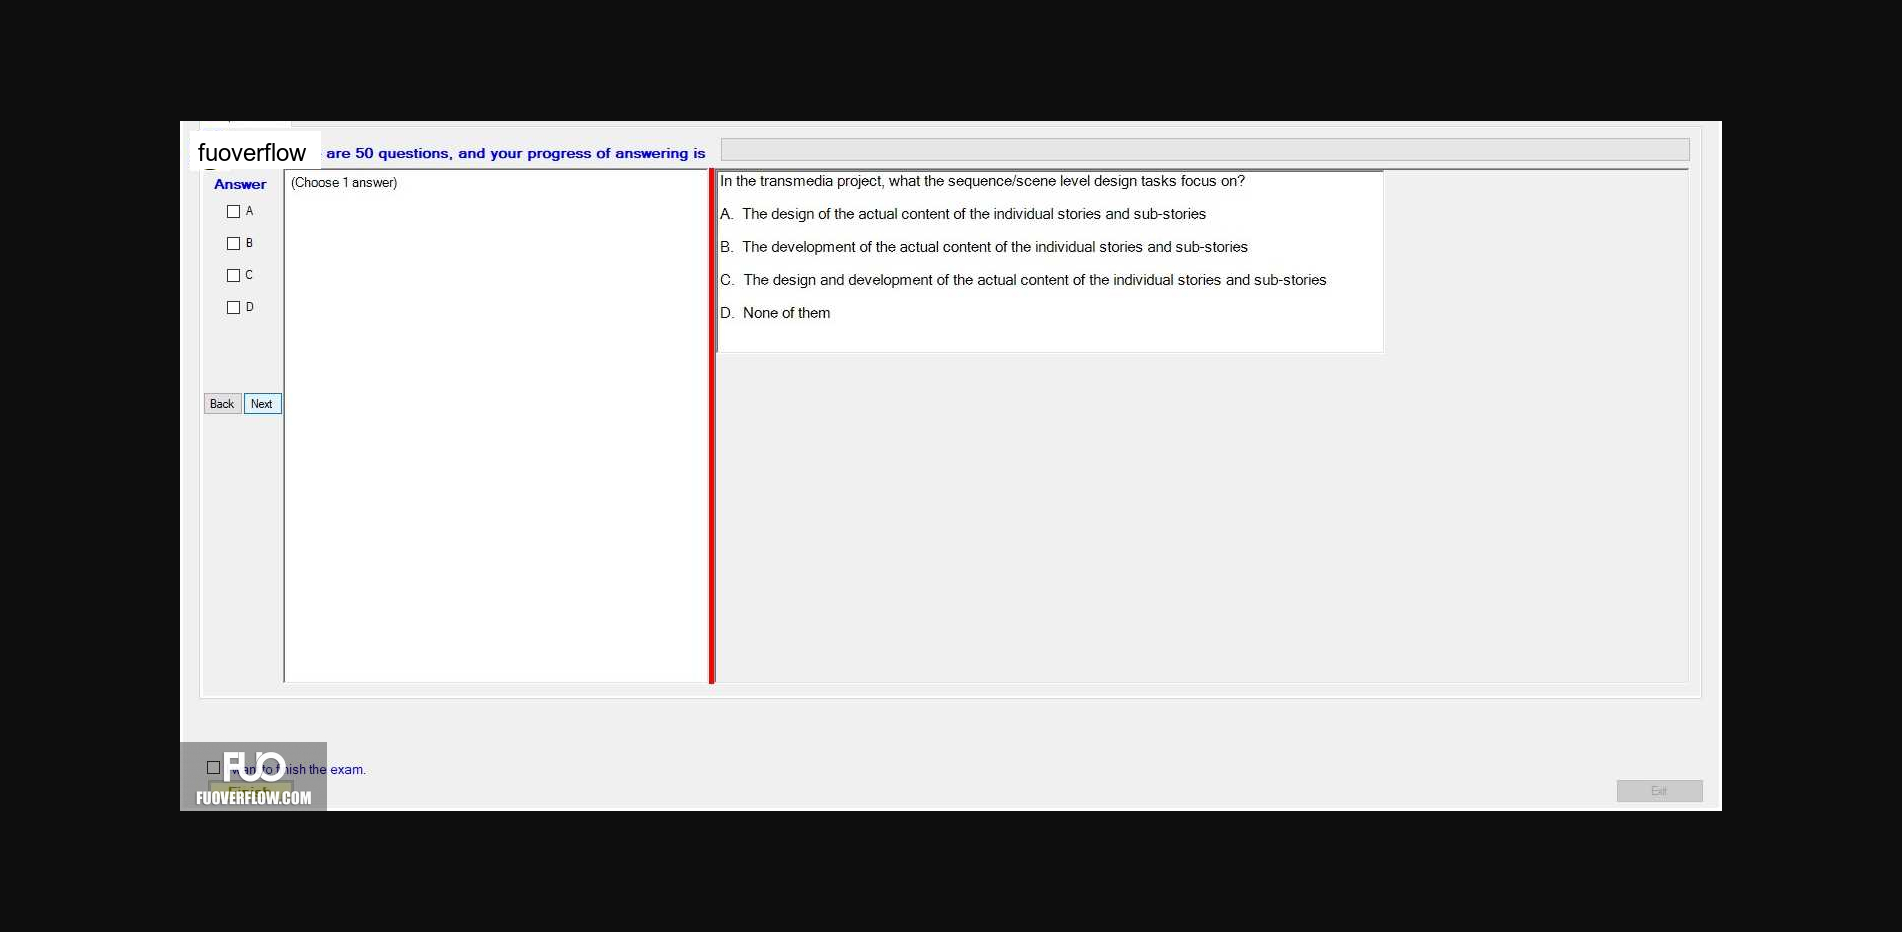 fuoverflow are 50 questions, and your progress of answering is
Answer
A
B
C
D
Back Next
(Choose 1 answer)
In the transmedia project, what the sequence/scene level design tasks focus on?
A. The design of the actual content of the individual stories and sub-stories
B. The development of the actual content of the individual stories and sub-stories
C. The design and development of the actual content of the individual stories and sub-stories
D. None of them
FUO
want to finish the exam.
Finish
FUOVERFLOW.COM
Exit